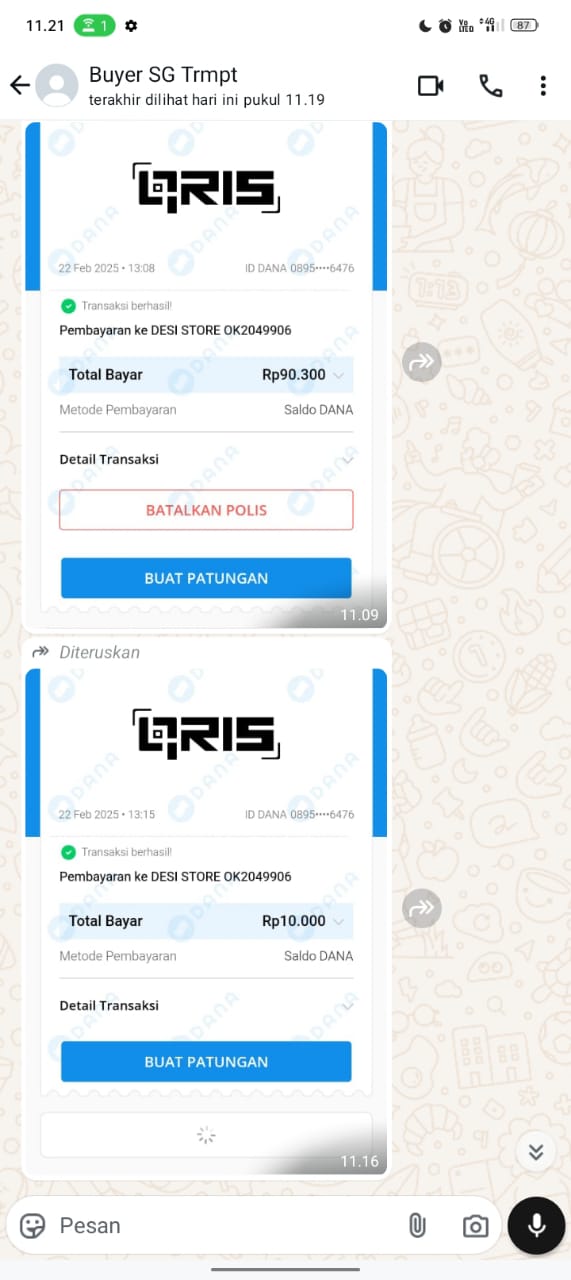 11.21 1 Vo LTED 4G 87
Buyer SG Trmpt
terakhir dilihat hari ini pukul 11.19
QRIS
22 Feb 2025 • 13:08 ID DANA 0895••••6476
Transaksi berhasil!
Pembayaran ke DESI STORE OK2049906
Total Bayar Rp90.300
Metode Pembayaran Saldo DANA
Detail Transaksi
BATALKAN POLIS
BUAT PATUNGAN
11.09
Diteruskan
QRIS
22 Feb 2025 • 13:15 ID DANA 0895••••6476
Transaksi berhasil!
Pembayaran ke DESI STORE OK2049906
Total Bayar Rp10.000
Metode Pembayaran Saldo DANA
Detail Transaksi
BUAT PATUNGAN
11.16
Pesan